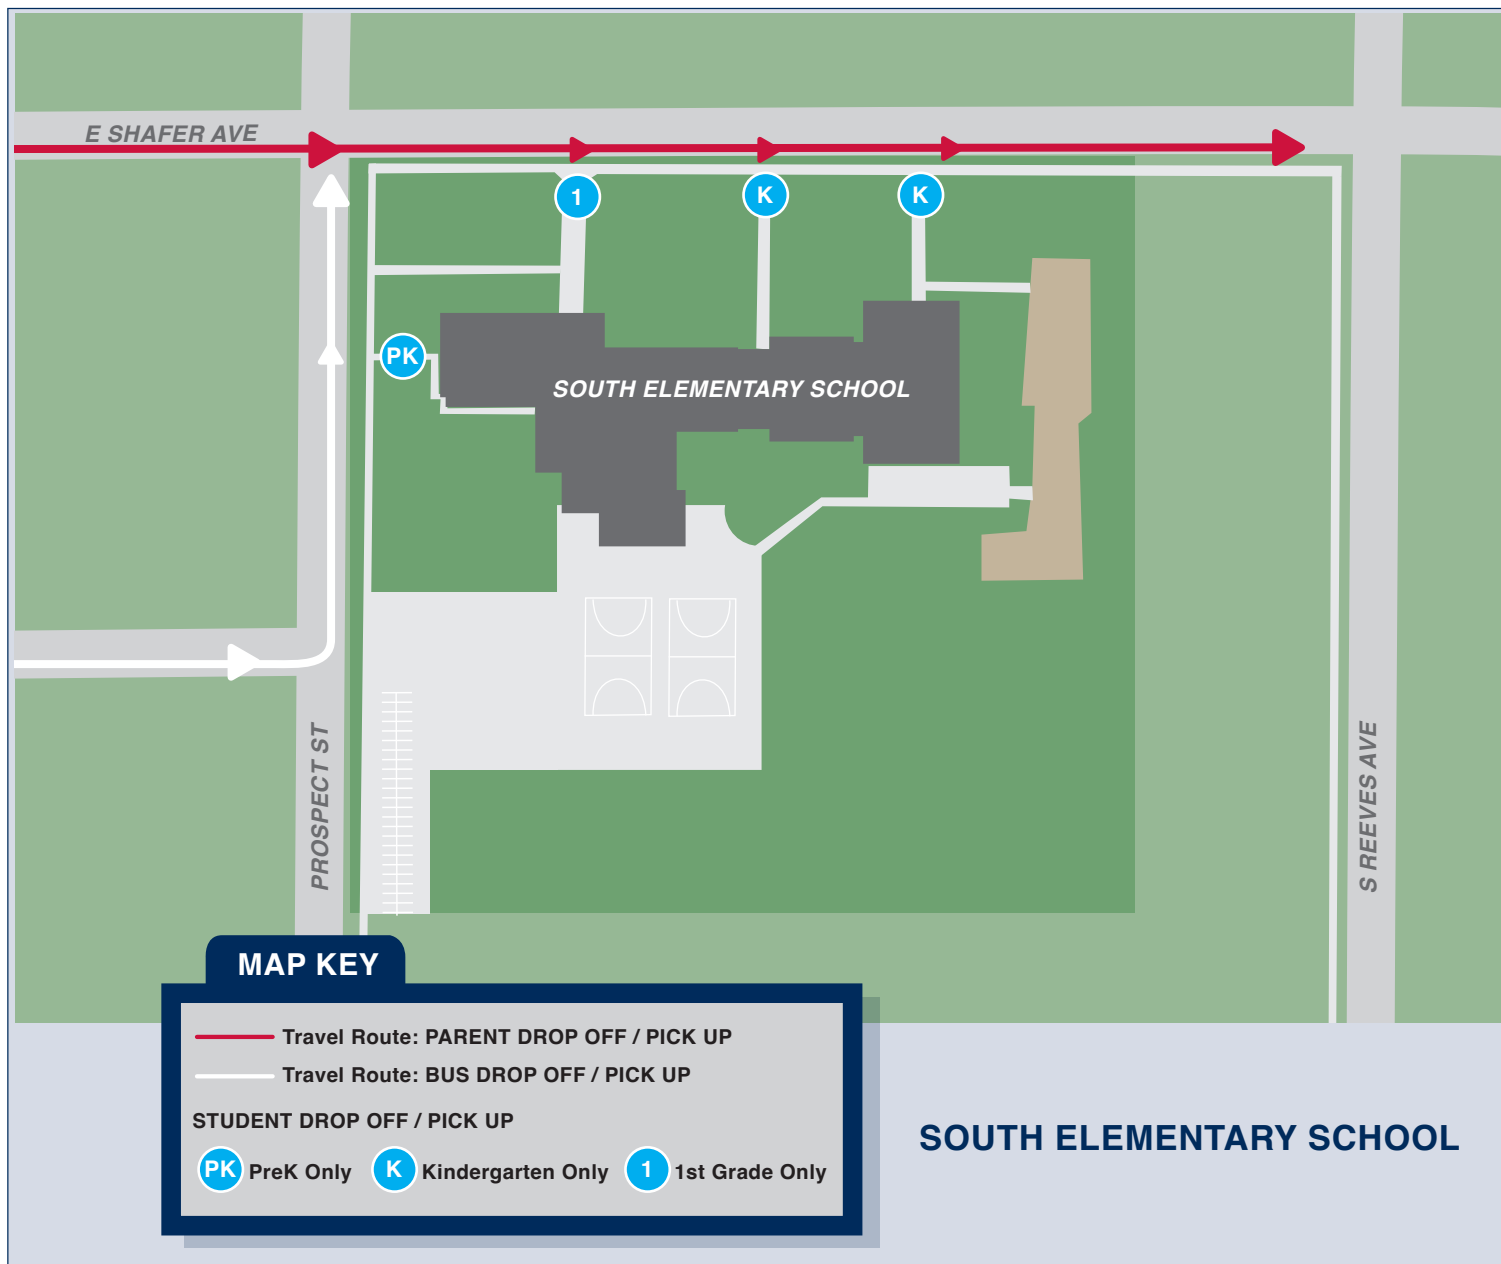 E SHAFER AVE
1
K
K
PK
SOUTH ELEMENTARY SCHOOL
PROSPECT ST
S REEVES AVE
MAP KEY
Travel Route: PARENT DROP OFF / PICK UP
Travel Route: BUS DROP OFF / PICK UP
STUDENT DROP OFF / PICK UP
PK PreK Only K Kindergarten Only 1 1st Grade Only
SOUTH ELEMENTARY SCHOOL